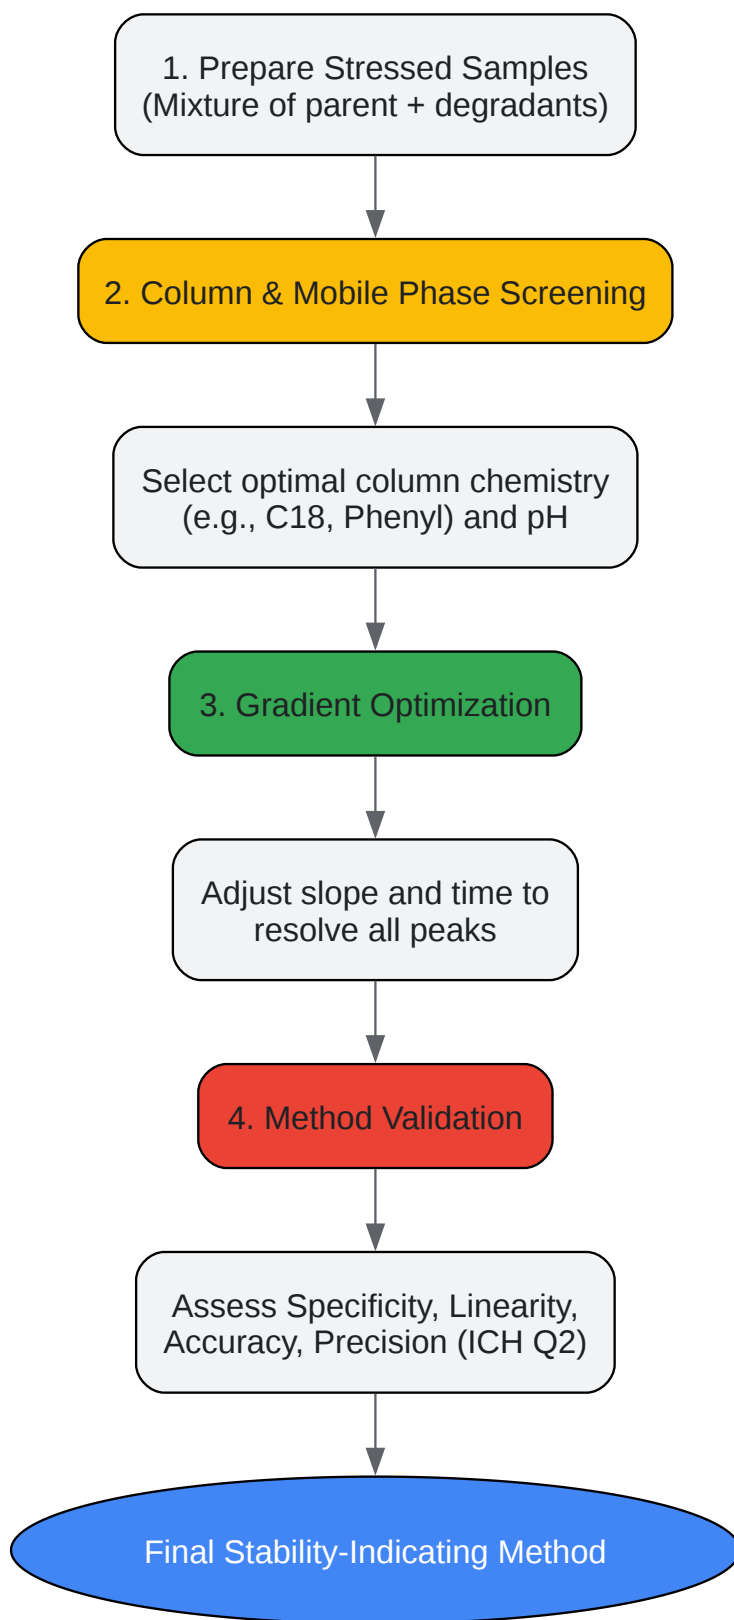 1. Prepare Stressed Samples
(Mixture of parent + degradants)
2. Column & Mobile Phase Screening
Select optimal column chemistry
(e.g., C18, Phenyl) and pH
3. Gradient Optimization
Adjust slope and time to
resolve all peaks
4. Method Validation
Assess Specificity, Linearity,
Accuracy, Precision (ICH Q2)
Final Stability-Indicating Method